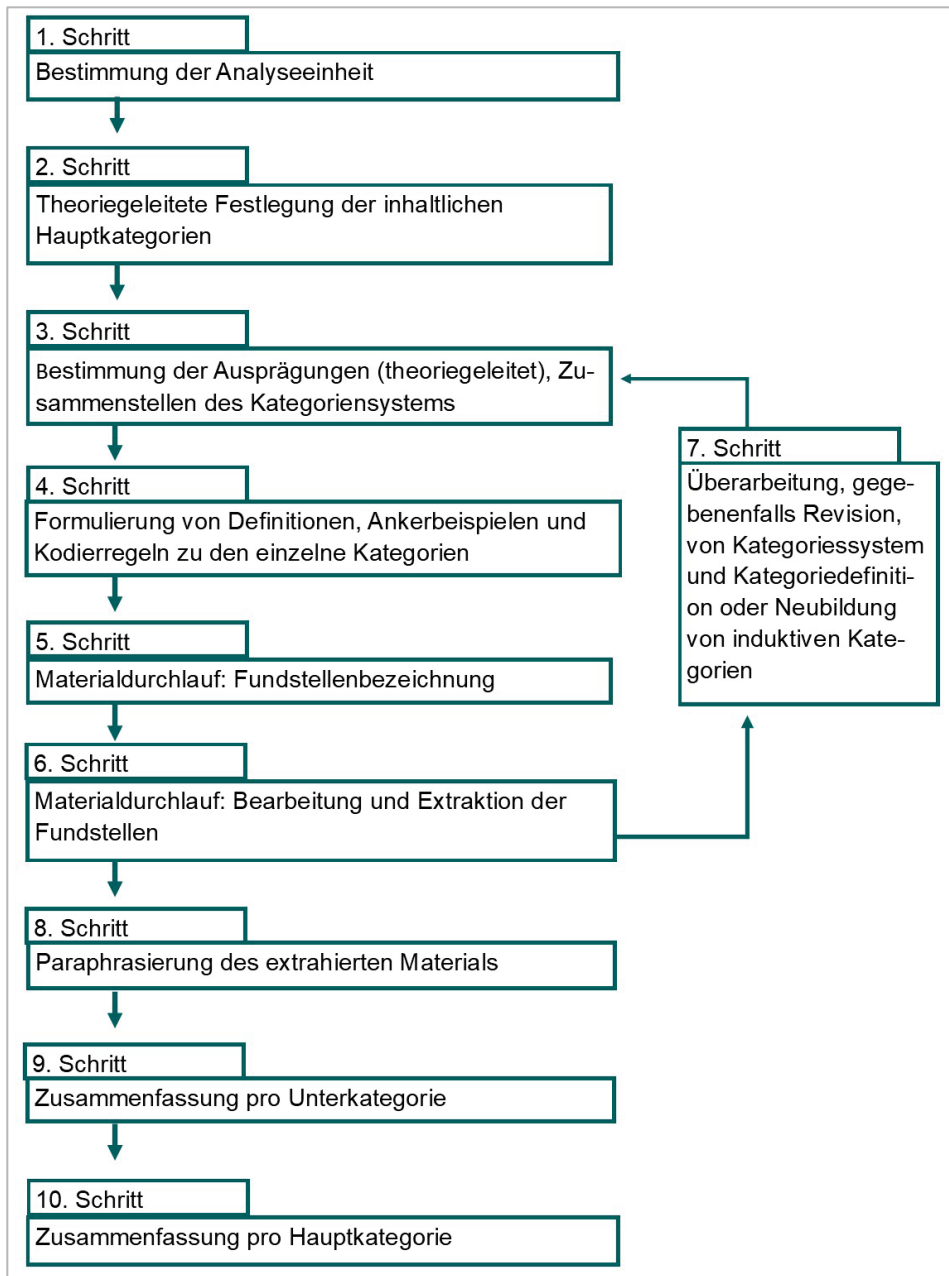 1. Schritt
Bestimmung der Analyseeinheit
2. Schritt
Theoriegeleitete Festlegung der inhaltlichen
Hauptkategorien
3. Schritt
Bestimmung der Ausprägungen (theoriegeleitet), Zu-
sammenstellen des Kategoriensystems
4. Schritt
Formulierung von Definitionen, Ankerbeispielen und
Kodierregeln zu den einzelne Kategorien
5. Schritt
Materialdurchlauf: Fundstellenbezeichnung
6. Schritt
Materialdurchlauf: Bearbeitung und Extraktion der
Fundstellen
7. Schritt
Überarbeitung, gege-
benenfalls Revision,
von Kategoriessystem
und Kategoriedefiniti-
on oder Neubildung
von induktiven Kate-
gorien
8. Schritt
Paraphrasierung des extrahierten Materials
9. Schritt
Zusammenfassung pro Unterkategorie
10. Schritt
Zusammenfassung pro Hauptkategorie